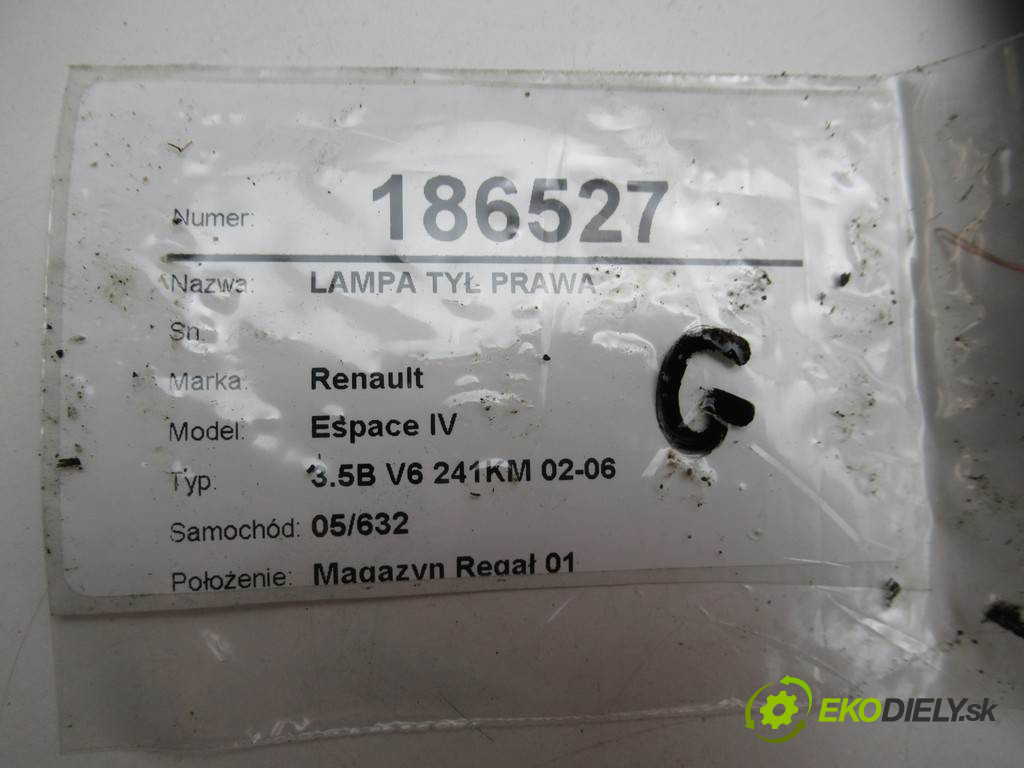 Numer: 186527
Nazwa: LAMPA TYŁ PRAWA
Sn:
Marka: Renault
Model: Espace IV
Typ: 3.5B V6 241KM 02-06
Samochód: 05/632
Położenie: Magazyn Regał 01
G
EKODIELY.sk